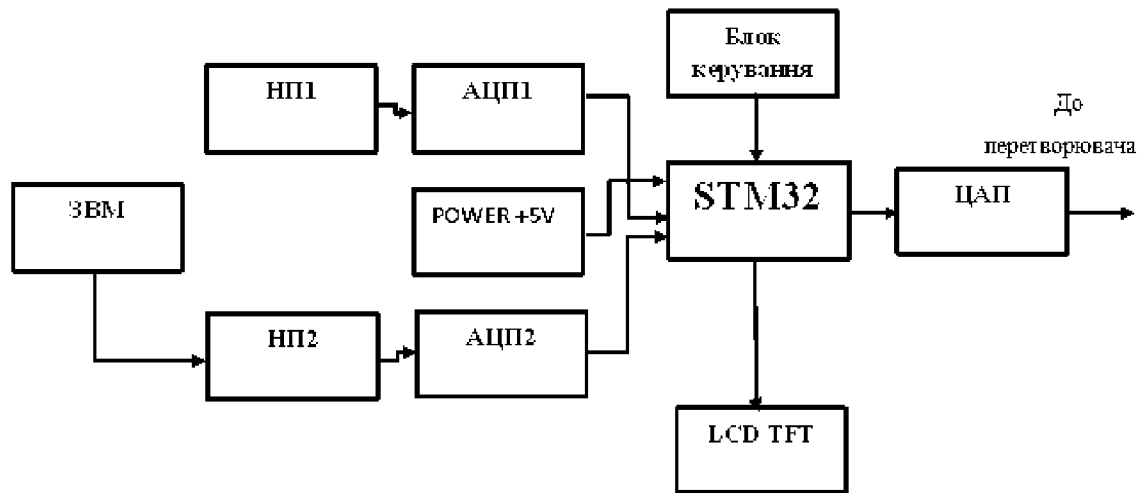 Блок
керування
НП1
АЦП1
До
перетворювача
ЗВМ
POWER +5V
STM32
ЦАП
НП2
АЦП2
LCD TFT